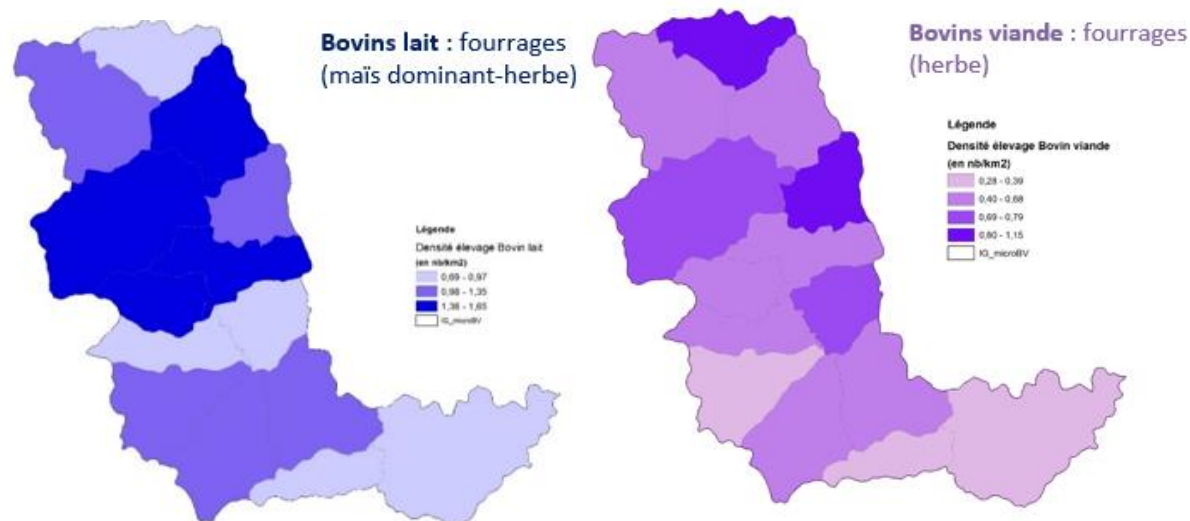 Bovins lait : fourrages
(maïs dominant-herbe)
Légende
Densité élevage Bovin lait
(en nb/km2)
0,69 - 0,97
0,98 - 1,35
1,36 - 1,65
IG_microBV
Bovins viande : fourrages
(herbe)
Légende
Densité élevage Bovin viande
(en nb/km2)
0,28 - 0,39
0,40 - 0,68
0,69 - 0,79
0,80 - 1,15
IG_microBV